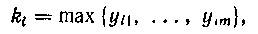 k_i = max {y_{i1}, ..., y_{im}},